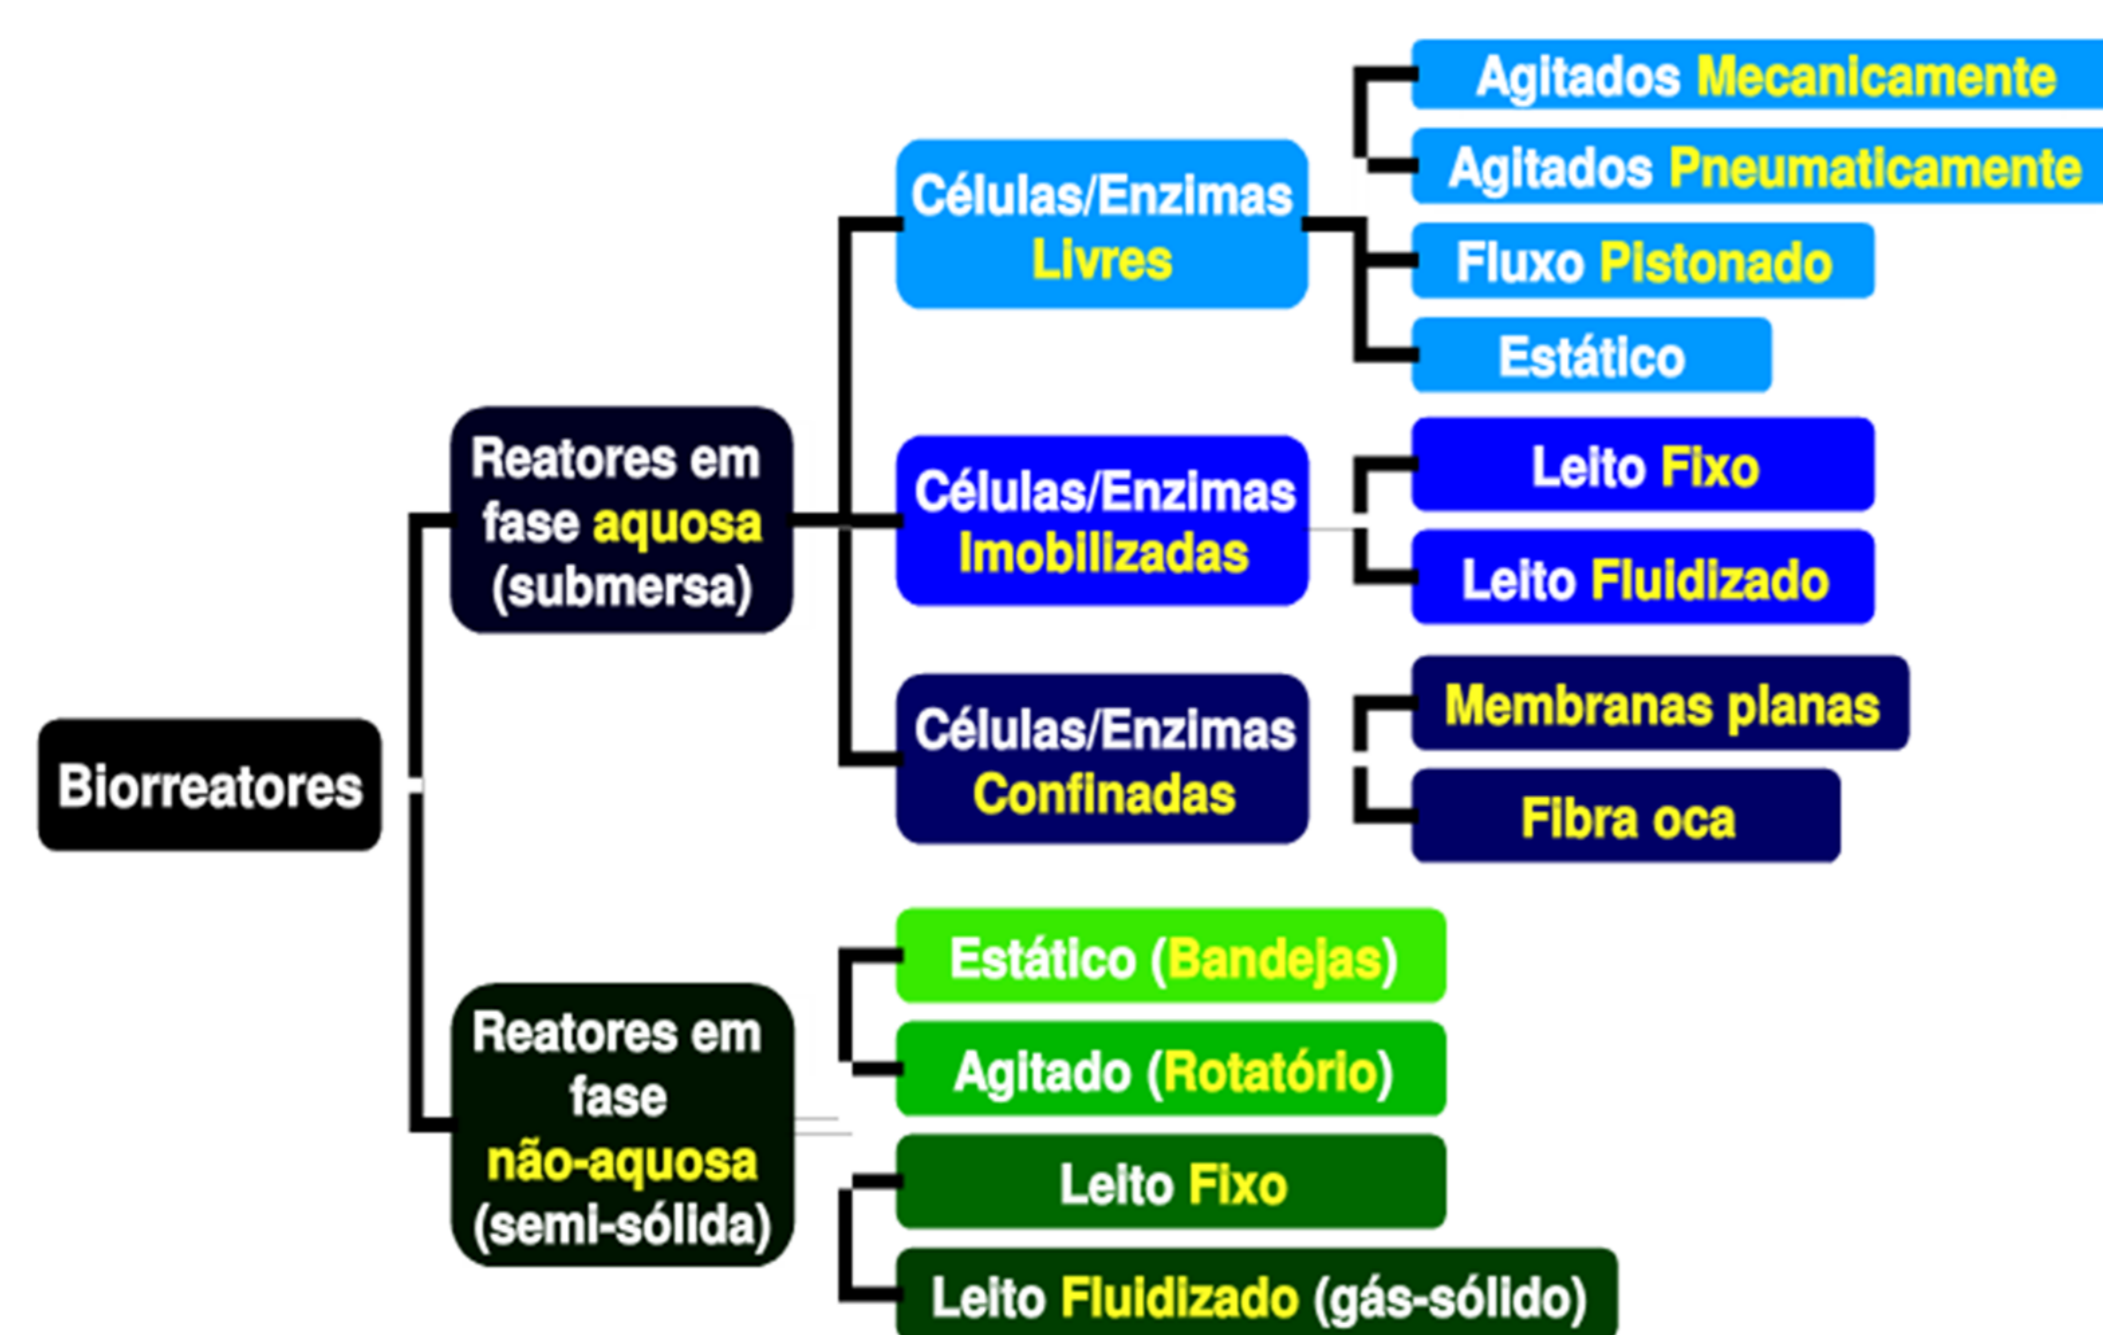 Biorreatores
Reatores em
fase aquosa
(submersa)
Células/Enzimas
Livres
Agitados Mecanicamente
Agitados Pneumaticamente
Fluxo Pistonado
Estático
Células/Enzimas
Imobilizadas
Leito Fixo
Leito Fluidizado
Células/Enzimas
Confinadas
Membranas planas
Fibra oca
Reatores em
fase
não-aquosa
(semi-sólida)
Estático (Bandejas)
Agitado (Rotatório)
Leito Fixo
Leito Fluidizado (gás-sólido)